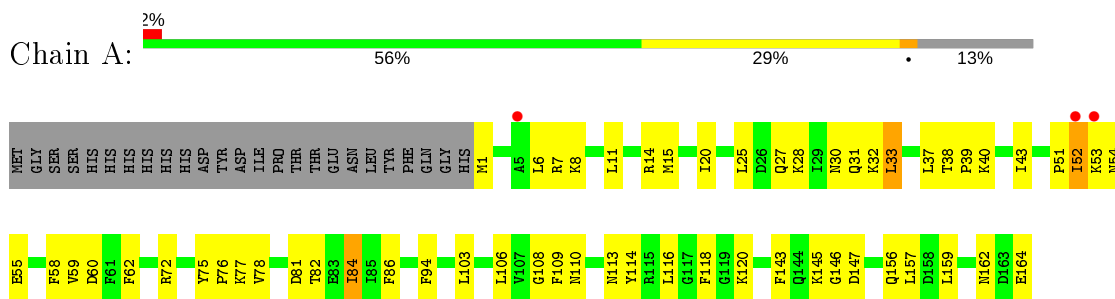 2%
Chain A:
56% 29% • 13%
MET GLY SER SER HIS HIS HIS HIS HIS HIS ASP TYR ASP ILE PRO THR THR GLU ASN LEU TYR PHE GLN GLY HIS M1 A5 L6 R7 K8 L11 R14 M15 I20 L25 D26 Q27 K28 I29 N30 Q31 K32 L33 L37 T38 P39 K40 I43 P51 I52 K53 N54
E55 F58 V59 D60 F61 F62 R72 Y75 P76 K77 V78 D81 T82 E83 I84 I85 F86 F94 L103 L106 V107 G108 F109 N110 N113 Y114 R115 L116 G117 F118 G119 K120 F143 Q144 K145 G146 D147 Q156 L157 D158 L159 N162 D163 E164